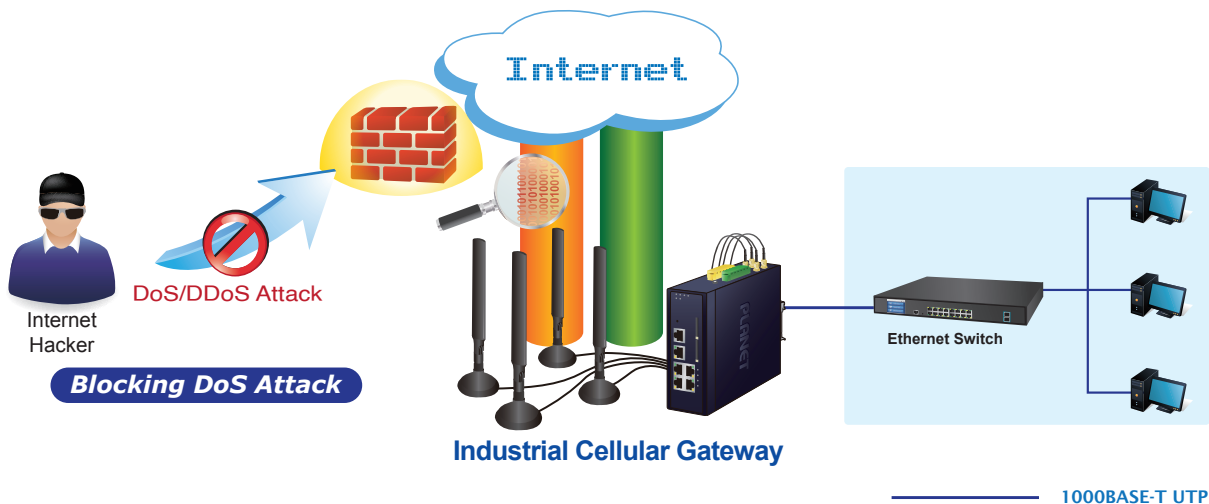 Internet
DoS/DDoS Attack
Internet
Hacker
Blocking DoS Attack
PLANET
Ethernet Switch
Industrial Cellular Gateway
1000BASE-T UTP